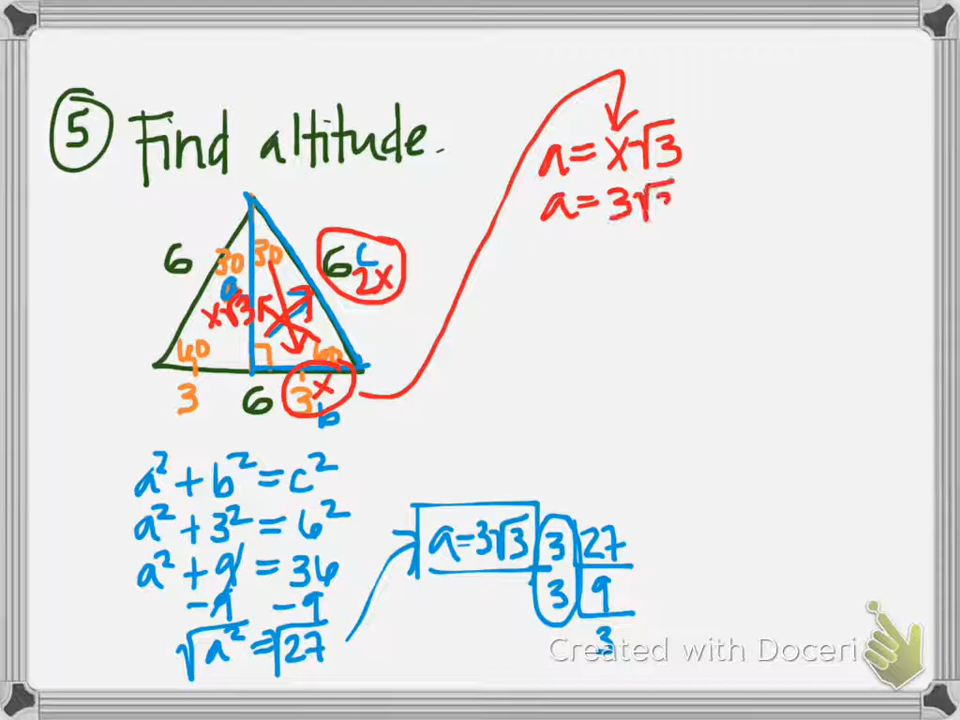 5 Find altitude.
a = x√3
a = 3√3
6 30 30 6 c
2x
a
x√3
60 60
3 6 3 x
b
a² + b² = c²
a² + 3² = 6²
a² + 9 = 36
-9 -9
√a² = √27
a = 3√3 3 27
3 9
3
Created with Doceri